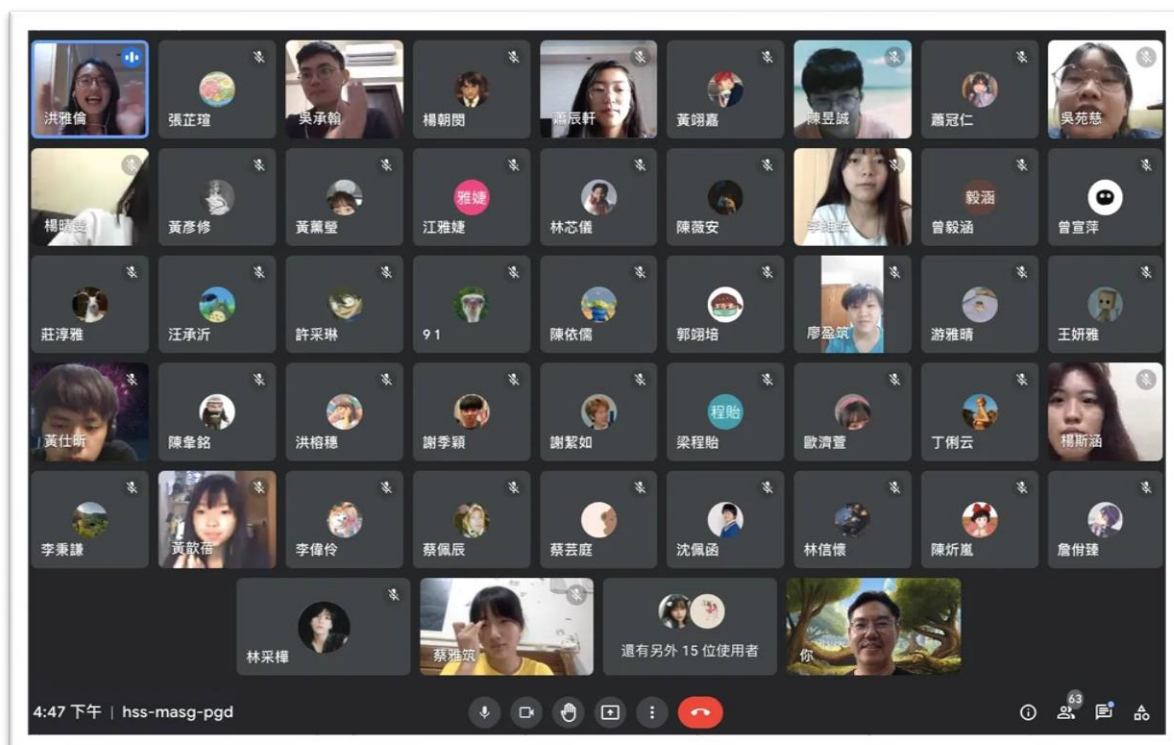 洪雅倫
張芷瑄
吳承翰
楊朝閔
蕭辰軒
黃翊嘉
陳昱誠
蕭冠仁
吳苑慈
楊晴雯
黃彥修
黃薰瑩
雅婕
江雅婕
林芯儀
陳薇安
毅涵
曾毅涵
曾宣萍
莊淳雅
汪承沂
許采琳
91
陳依儒
郭翊培
廖盈筑
游雅晴
王妍雅
黃仕昕
陳夆銘
洪榕穗
謝季穎
謝絜如
程貽
梁程貽
歐濟萱
丁俐云
楊斯涵
李秉謙
黃歆蓓
李偉伶
蔡佩辰
蔡芸庭
沈佩函
林信懷
陳炘嵐
詹佾臻
林采樺
蔡雅筑
還有另外 15 位使用者
你
4:47 下午 | hss-masg-pgd
63